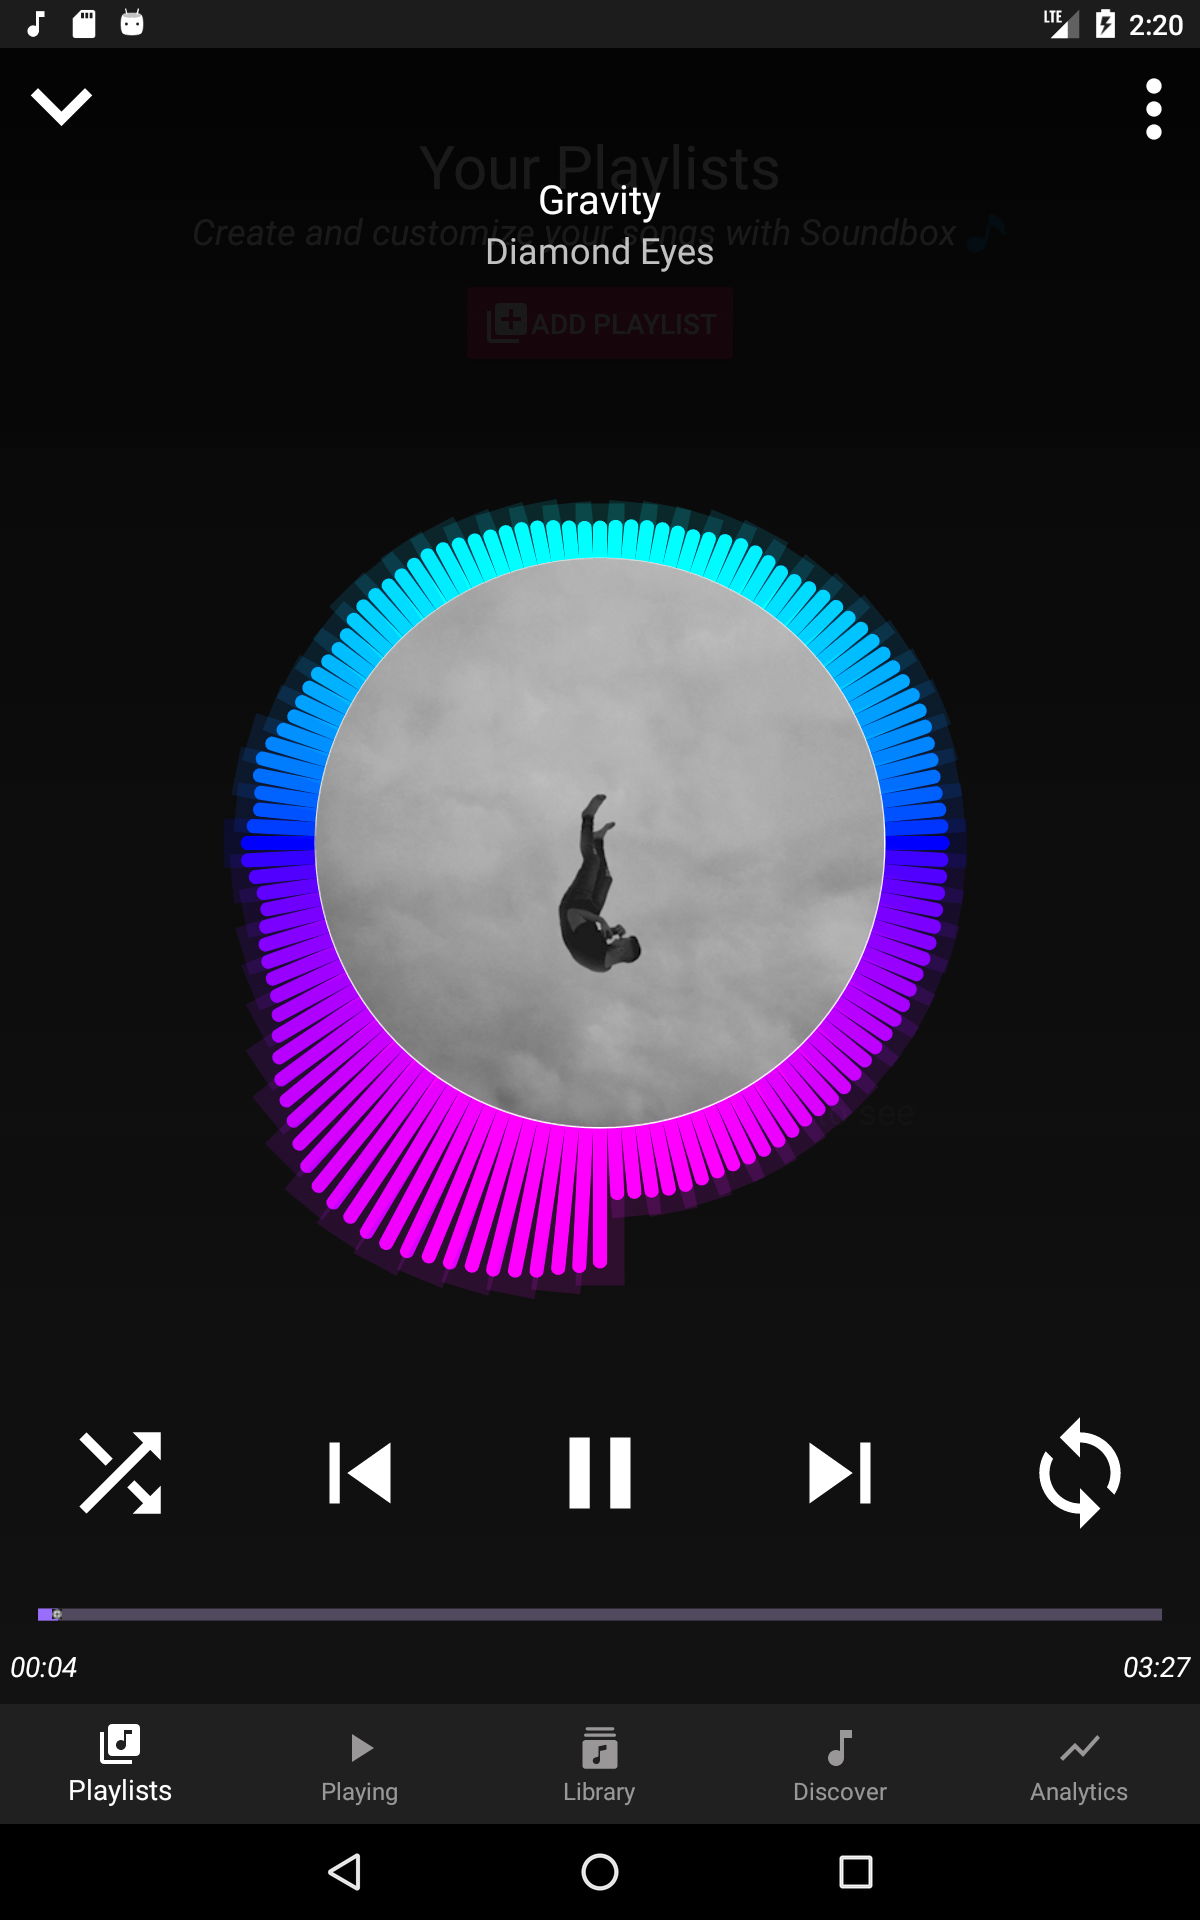 LTE 2:20
Your Playlists
Gravity
Create and customize your songs with Soundbox
Diamond Eyes
ADD PLAYLIST
see
00:04 03:27
Playlists Playing Library Discover Analytics